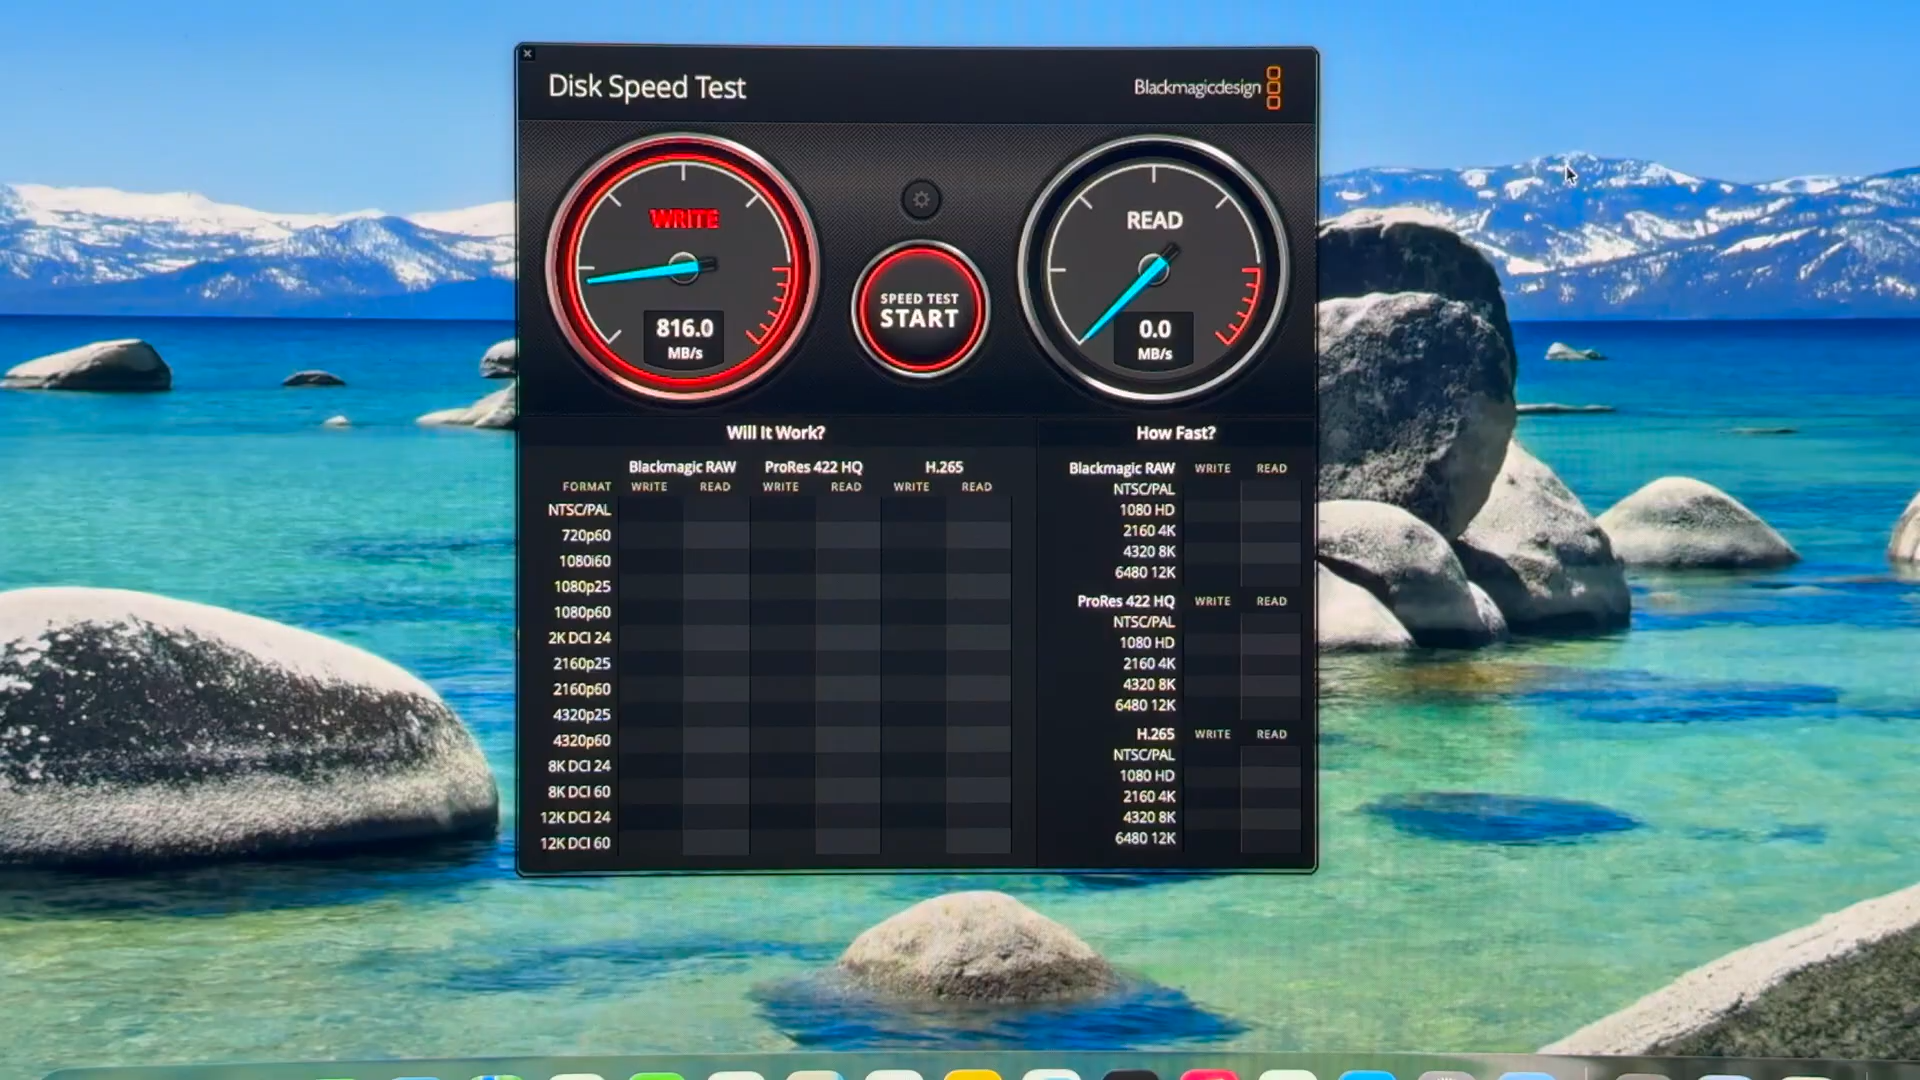 Disk Speed Test
Blackmagicdesign
WRITE
816.0
MB/s
SPEED TEST
START
READ
0.0
MB/s
Will It Work?
Blackmagic RAW ProRes 422 HQ H.265
FORMAT WRITE READ WRITE READ WRITE READ
NTSC/PAL
720p60
1080i60
1080p25
1080p60
2K DCI 24
2160p25
2160p60
4320p25
4320p60
8K DCI 24
8K DCI 60
12K DCI 24
12K DCI 60
How Fast?
Blackmagic RAW WRITE READ
NTSC/PAL
1080 HD
2160 4K
4320 8K
6480 12K
ProRes 422 HQ WRITE READ
NTSC/PAL
1080 HD
2160 4K
4320 8K
6480 12K
H.265 WRITE READ
NTSC/PAL
1080 HD
2160 4K
4320 8K
6480 12K